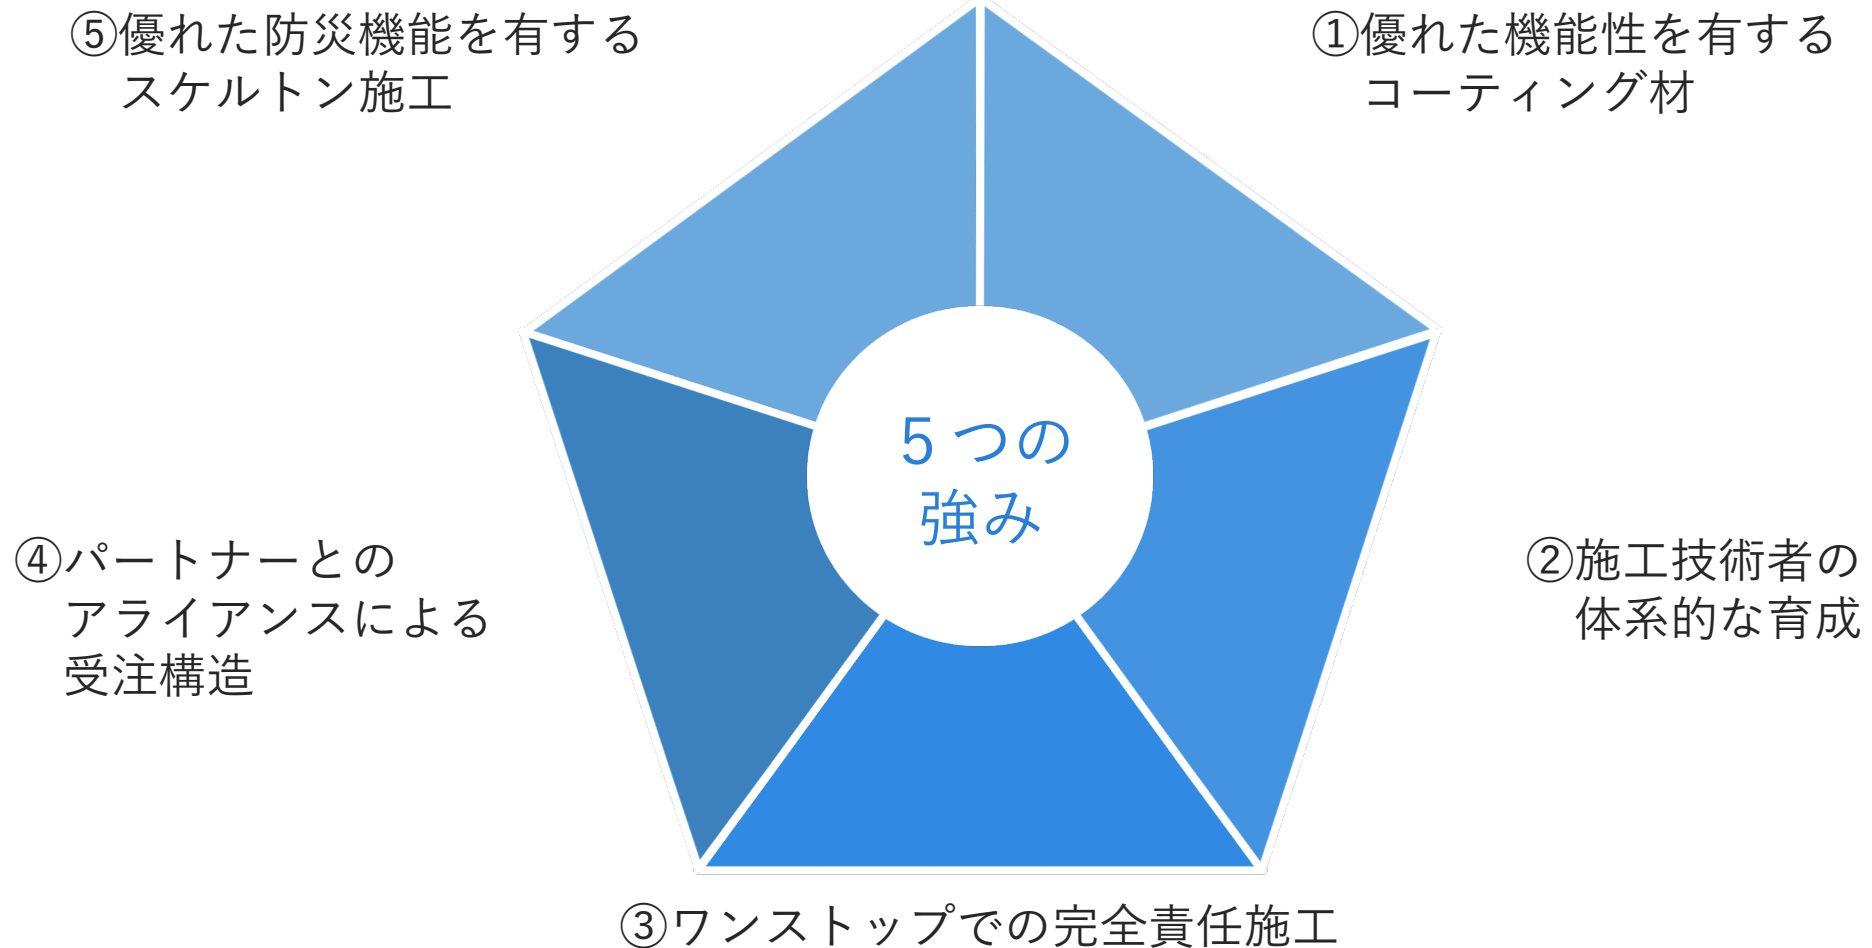 ⑤優れた防災機能を有する
スケルトン施工
①優れた機能性を有する
コーティング材
5つの
強み
④パートナーとの
アライアンスによる
受注構造
②施工技術者の
体系的な育成
③ワンストップでの完全責任施工